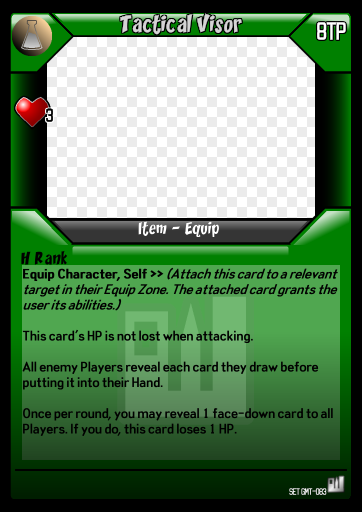 Tactical Visor
8TP
3
Item - Equip
H Rank
Equip Character, Self >> (Attach this card to a relevant
target in their Equip Zone. The attached card grants the
user its abilities.)
This card's HP is not lost when attacking.
All enemy Players reveal each card they draw before
putting it into their Hand.
Once per round, you may reveal 1 face-down card to all
Players. If you do, this card loses 1 HP.
SET GMT-083